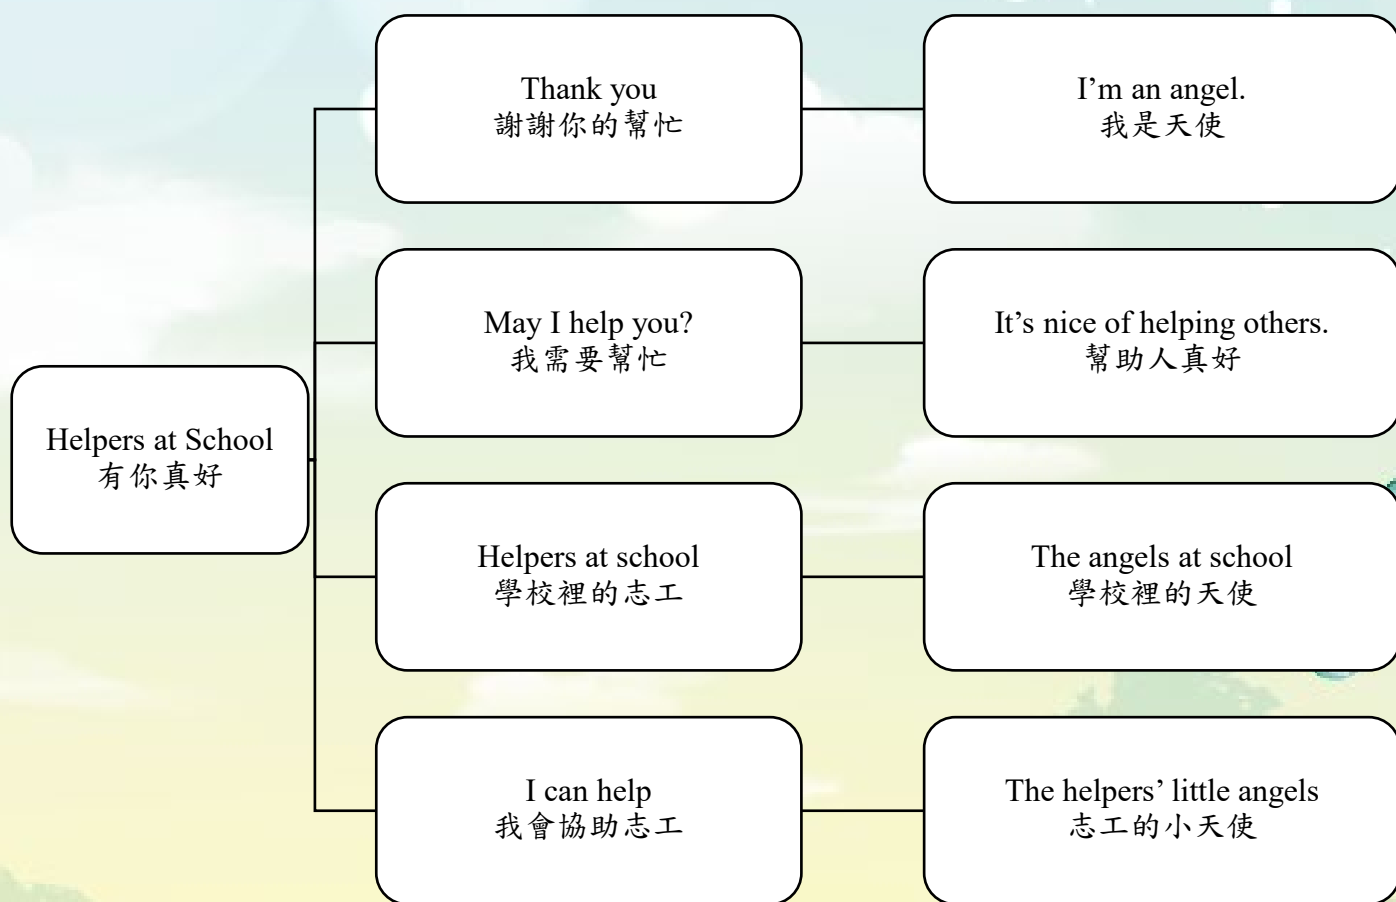 Thank you
謝謝你的幫忙
I’m an angel.
我是天使
May I help you?
我需要幫忙
It’s nice of helping others.
幫助人真好
Helpers at School
有你真好
Helpers at school
學校裡的志工
The angels at school
學校裡的天使
I can help
我會協助志工
The helpers’ little angels
志工的小天使